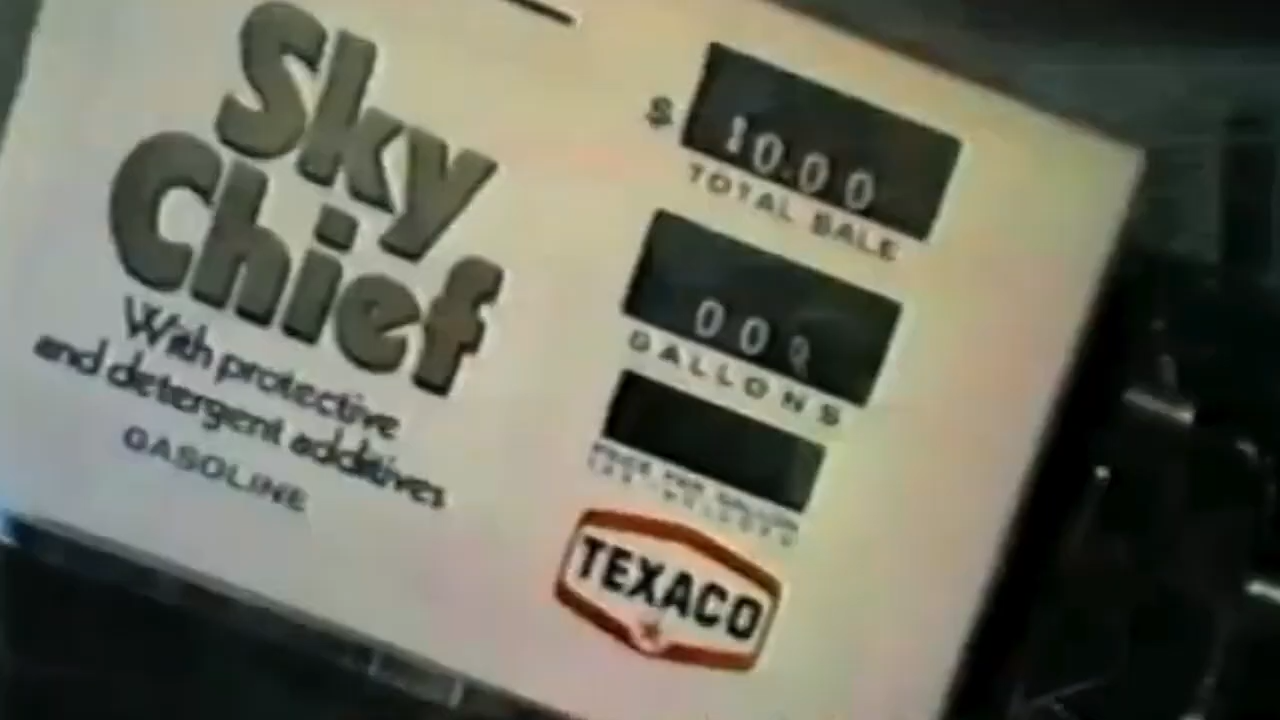 Sky
Chief
With protective
and detergent additives
GASOLINE
$ 10.00
TOTAL SALE
00
GALLONS
TEXACO